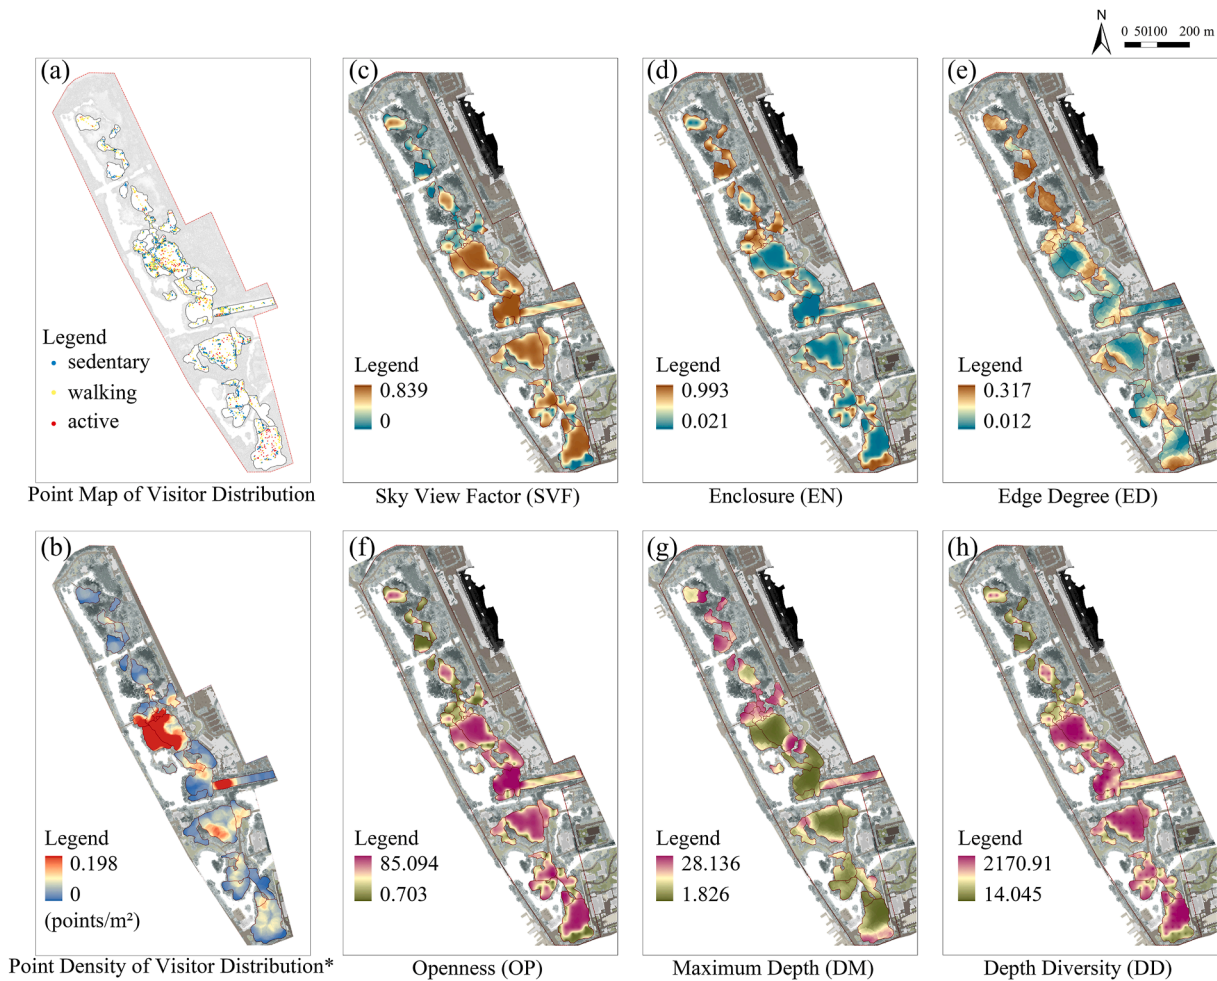 N
0 50100 200 m
(a)
Legend
sedentary
walking
active
Point Map of Visitor Distribution
(c)
Legend
0.839
0
Sky View Factor (SVF)
(d)
Legend
0.993
0.021
Enclosure (EN)
(e)
Legend
0.317
0.012
Edge Degree (ED)
(b)
Legend
0.198
0
(points/m²)
Point Density of Visitor Distribution*
(f)
Legend
85.094
0.703
Openness (OP)
(g)
Legend
28.136
1.826
Maximum Depth (DM)
(h)
Legend
2170.91
14.045
Depth Diversity (DD)